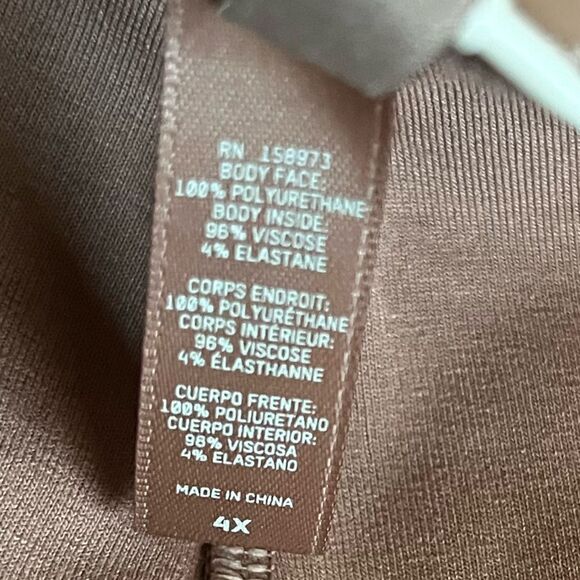 RN 158973
BODY FACE:
100% POLYURETHANE
BODY INSIDE:
96% VISCOSE
4% ELASTANE
CORPS ENDROIT:
100% POLYURÉTHANE
CORPS INTÉRIEUR:
96% VISCOSE
4% ÉLASTHANNE
CUERPO FRENTE:
100% POLIURETANO
CUERPO INTERIOR:
96% VISCOSA
4% ELASTANO
MADE IN CHINA
4X